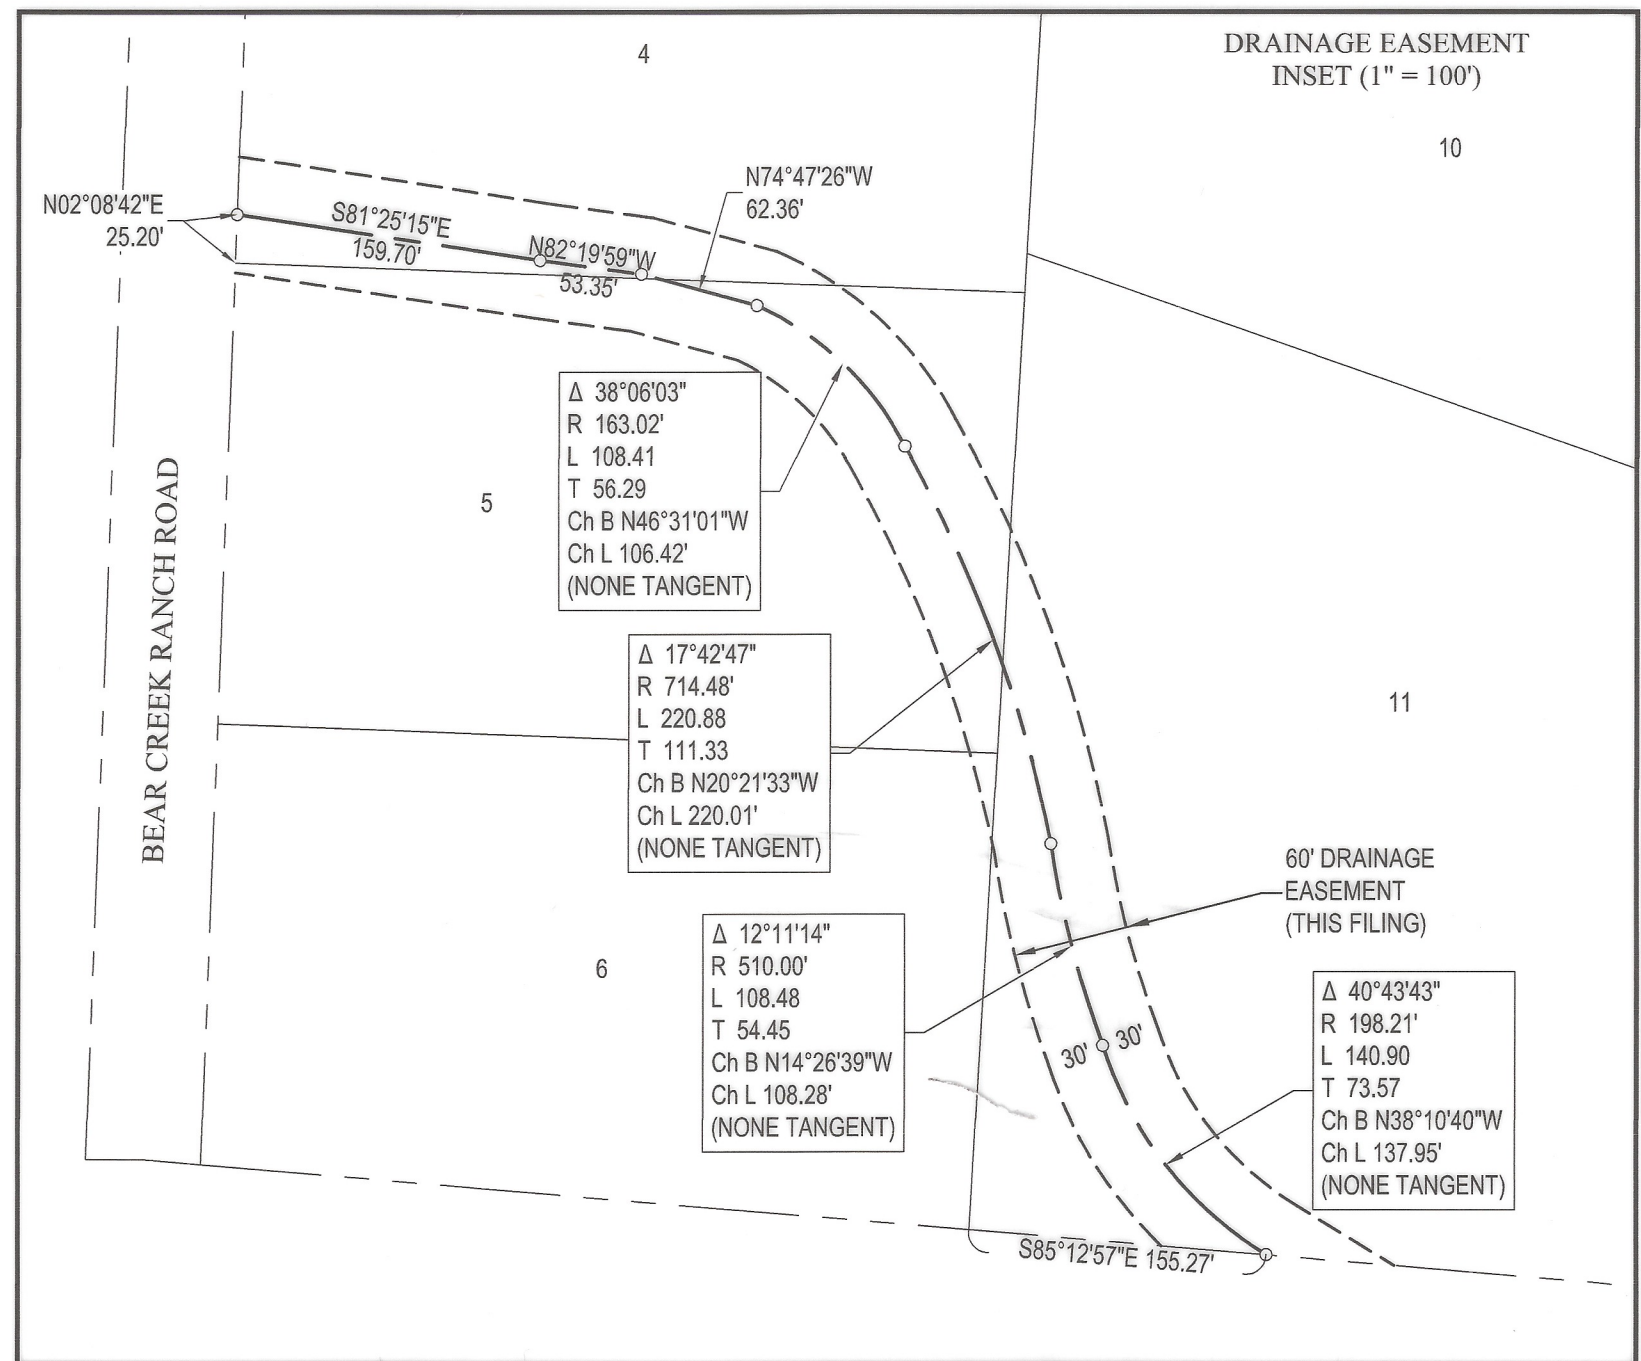 4
DRAINAGE EASEMENT
INSET (1" = 100')
10
N74°47'26"W
62.36'
N02°08'42"E
25.20'
S81°25'15"E
159.70'
N82°19'59"W
53.35'
Δ 38°06'03"
R 163.02'
L 108.41
T 56.29
Ch B N46°31'01"W
Ch L 106.42'
(NONE TANGENT)
5
BEAR CREEK RANCH ROAD
Δ 17°42'47"
R 714.48'
L 220.88
T 111.33
Ch B N20°21'33"W
Ch L 220.01'
(NONE TANGENT)
11
60' DRAINAGE
EASEMENT
(THIS FILING)
6
Δ 12°11'14"
R 510.00'
L 108.48
T 54.45
Ch B N14°26'39"W
Ch L 108.28'
(NONE TANGENT)
30' 30'
Δ 40°43'43"
R 198.21'
L 140.90
T 73.57
Ch B N38°10'40"W
Ch L 137.95'
(NONE TANGENT)
S85°12'57"E 155.27'